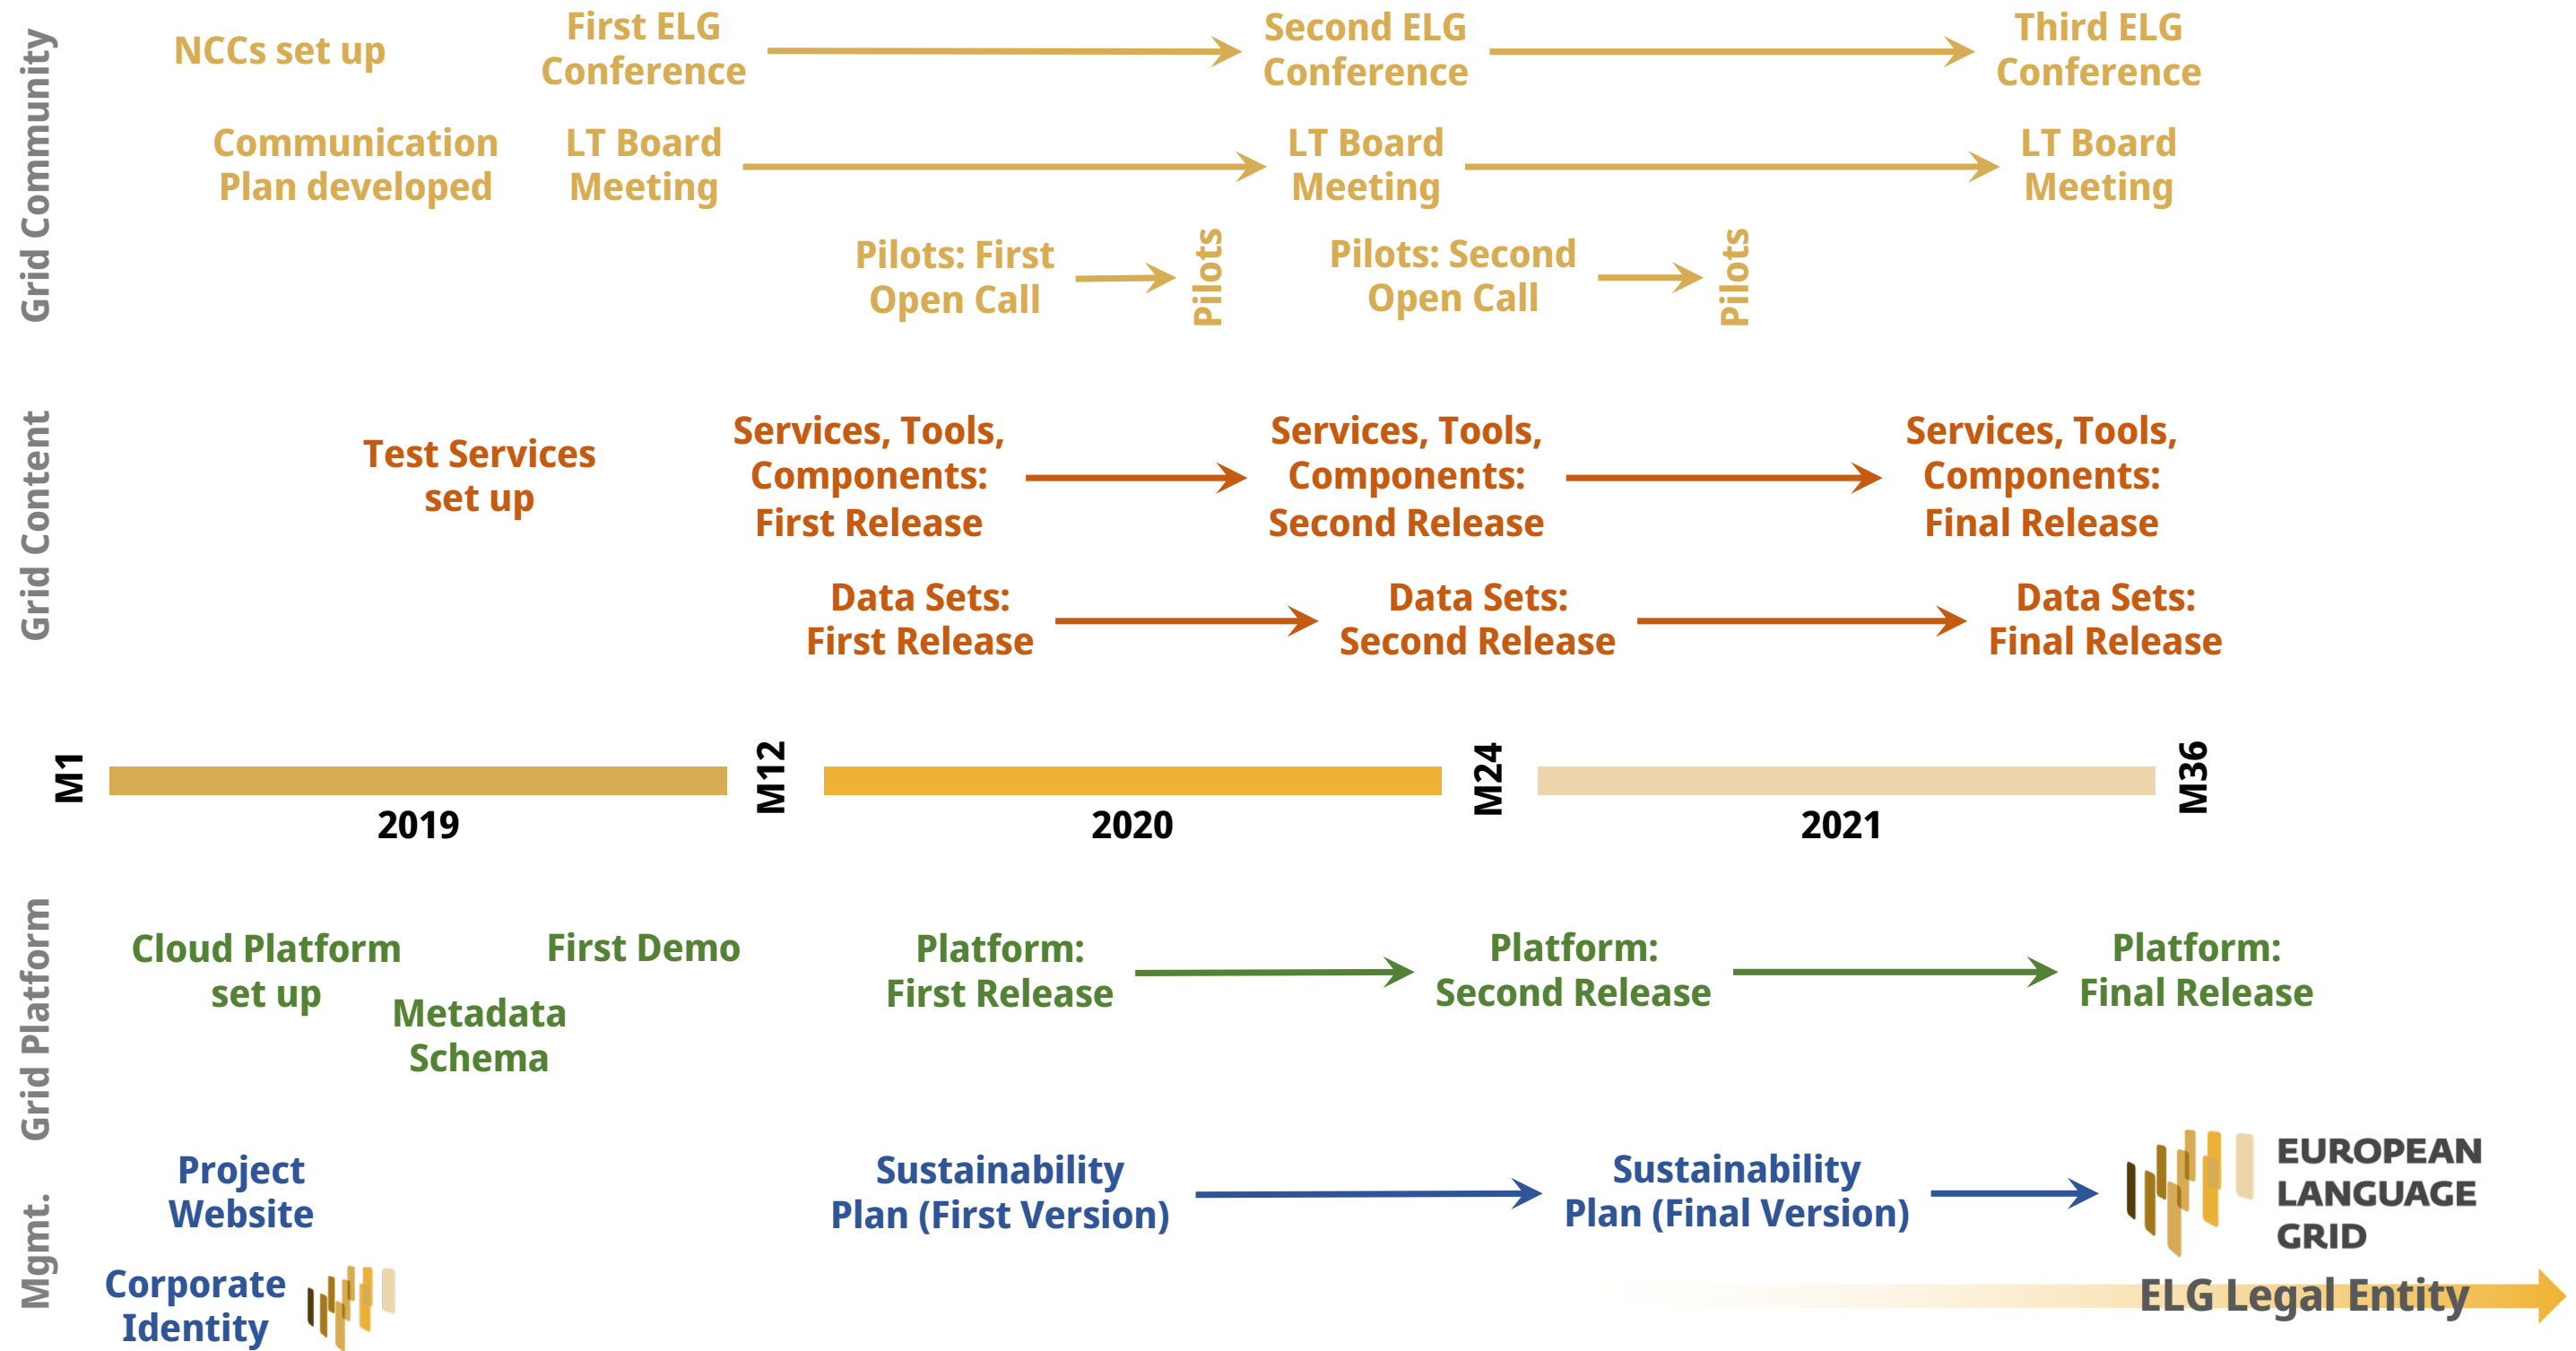 Grid Community
NCCs set up
First ELG
Conference
Second ELG
Conference
Third ELG
Conference
Communication
Plan developed
LT Board
Meeting
LT Board
Meeting
LT Board
Meeting
Pilots: First
Open Call
Pilots
Pilots: Second
Open Call
Pilots
Grid Content
Test Services
set up
Services, Tools,
Components:
First Release
Services, Tools,
Components:
Second Release
Services, Tools,
Components:
Final Release
Data Sets:
First Release
Data Sets:
Second Release
Data Sets:
Final Release
M1
M12
M24
M36
2019
2020
2021
Grid Platform
Cloud Platform
set up
Metadata
Schema
First Demo
Platform:
First Release
Platform:
Second Release
Platform:
Final Release
Mgmt.
Project
Website
Sustainability
Plan (First Version)
Sustainability
Plan (Final Version)
EUROPEAN
LANGUAGE
GRID
Corporate
Identity
ELG Legal Entity